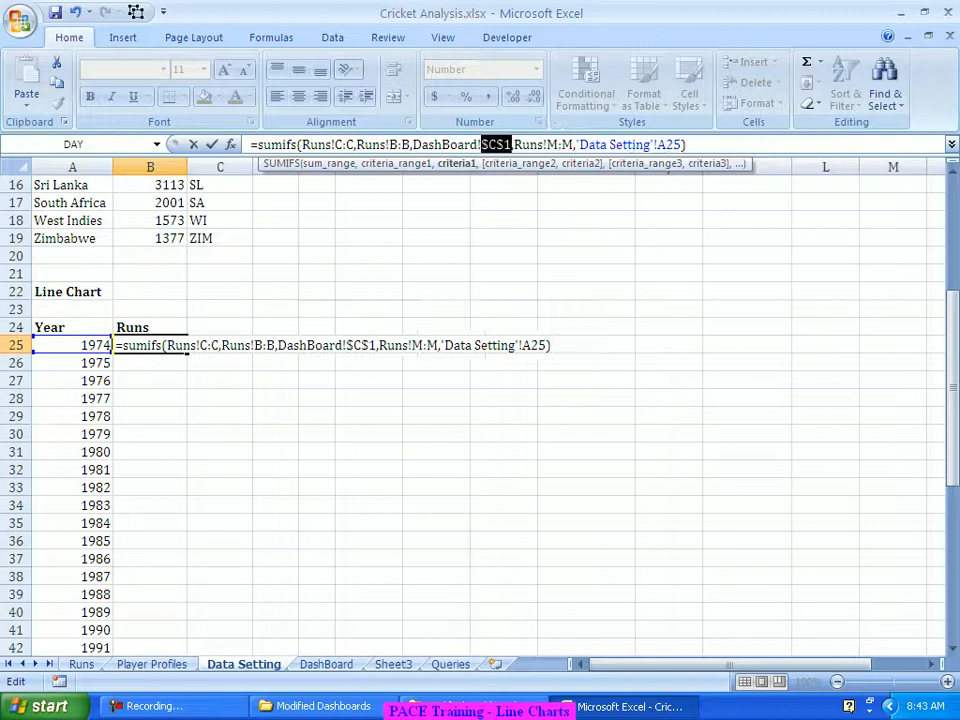 Cricket Analysis.xlsx - Microsoft Excel
Home Insert Page Layout Formulas Data Review View Developer
Paste
11
Number
$ % ,
B I U
Conditional Formatting
Format as Table
Cell Styles
Insert
Delete
Format
Sort & Filter
Find & Select
Clipboard Font Alignment Number Styles Cells Editing
DAY =sumifs(Runs!C:C,Runs!B:B,DashBoard!$C$1,Runs!M:M,'Data Setting'!A25)
SUMIFS(sum_range, criteria_range1, criteria1, [criteria_range2, criteria2], [criteria_range3, criteria3], ...)
A B C L M
16 Sri Lanka 3113 SL
17 South Africa 2001 SA
18 West Indies 1573 WI
19 Zimbabwe 1377 ZIM
20
21
22 Line Chart
23
24 Year Runs
25 1974 =sumifs(Runs!C:C,Runs!B:B,DashBoard!$C$1,Runs!M:M,'Data Setting'!A25)
26 1975
27 1976
28 1977
29 1978
30 1979
31 1980
32 1981
33 1982
34 1983
35 1984
36 1985
37 1986
38 1987
39 1988
40 1989
41 1990
42 1991
Runs Player Profiles Data Setting DashBoard Sheet3 Queries
Edit 100%
start Recording... Modified Dashboards Microsoft Excel - Cric... 8:43 AM
PACE Training - Line Charts